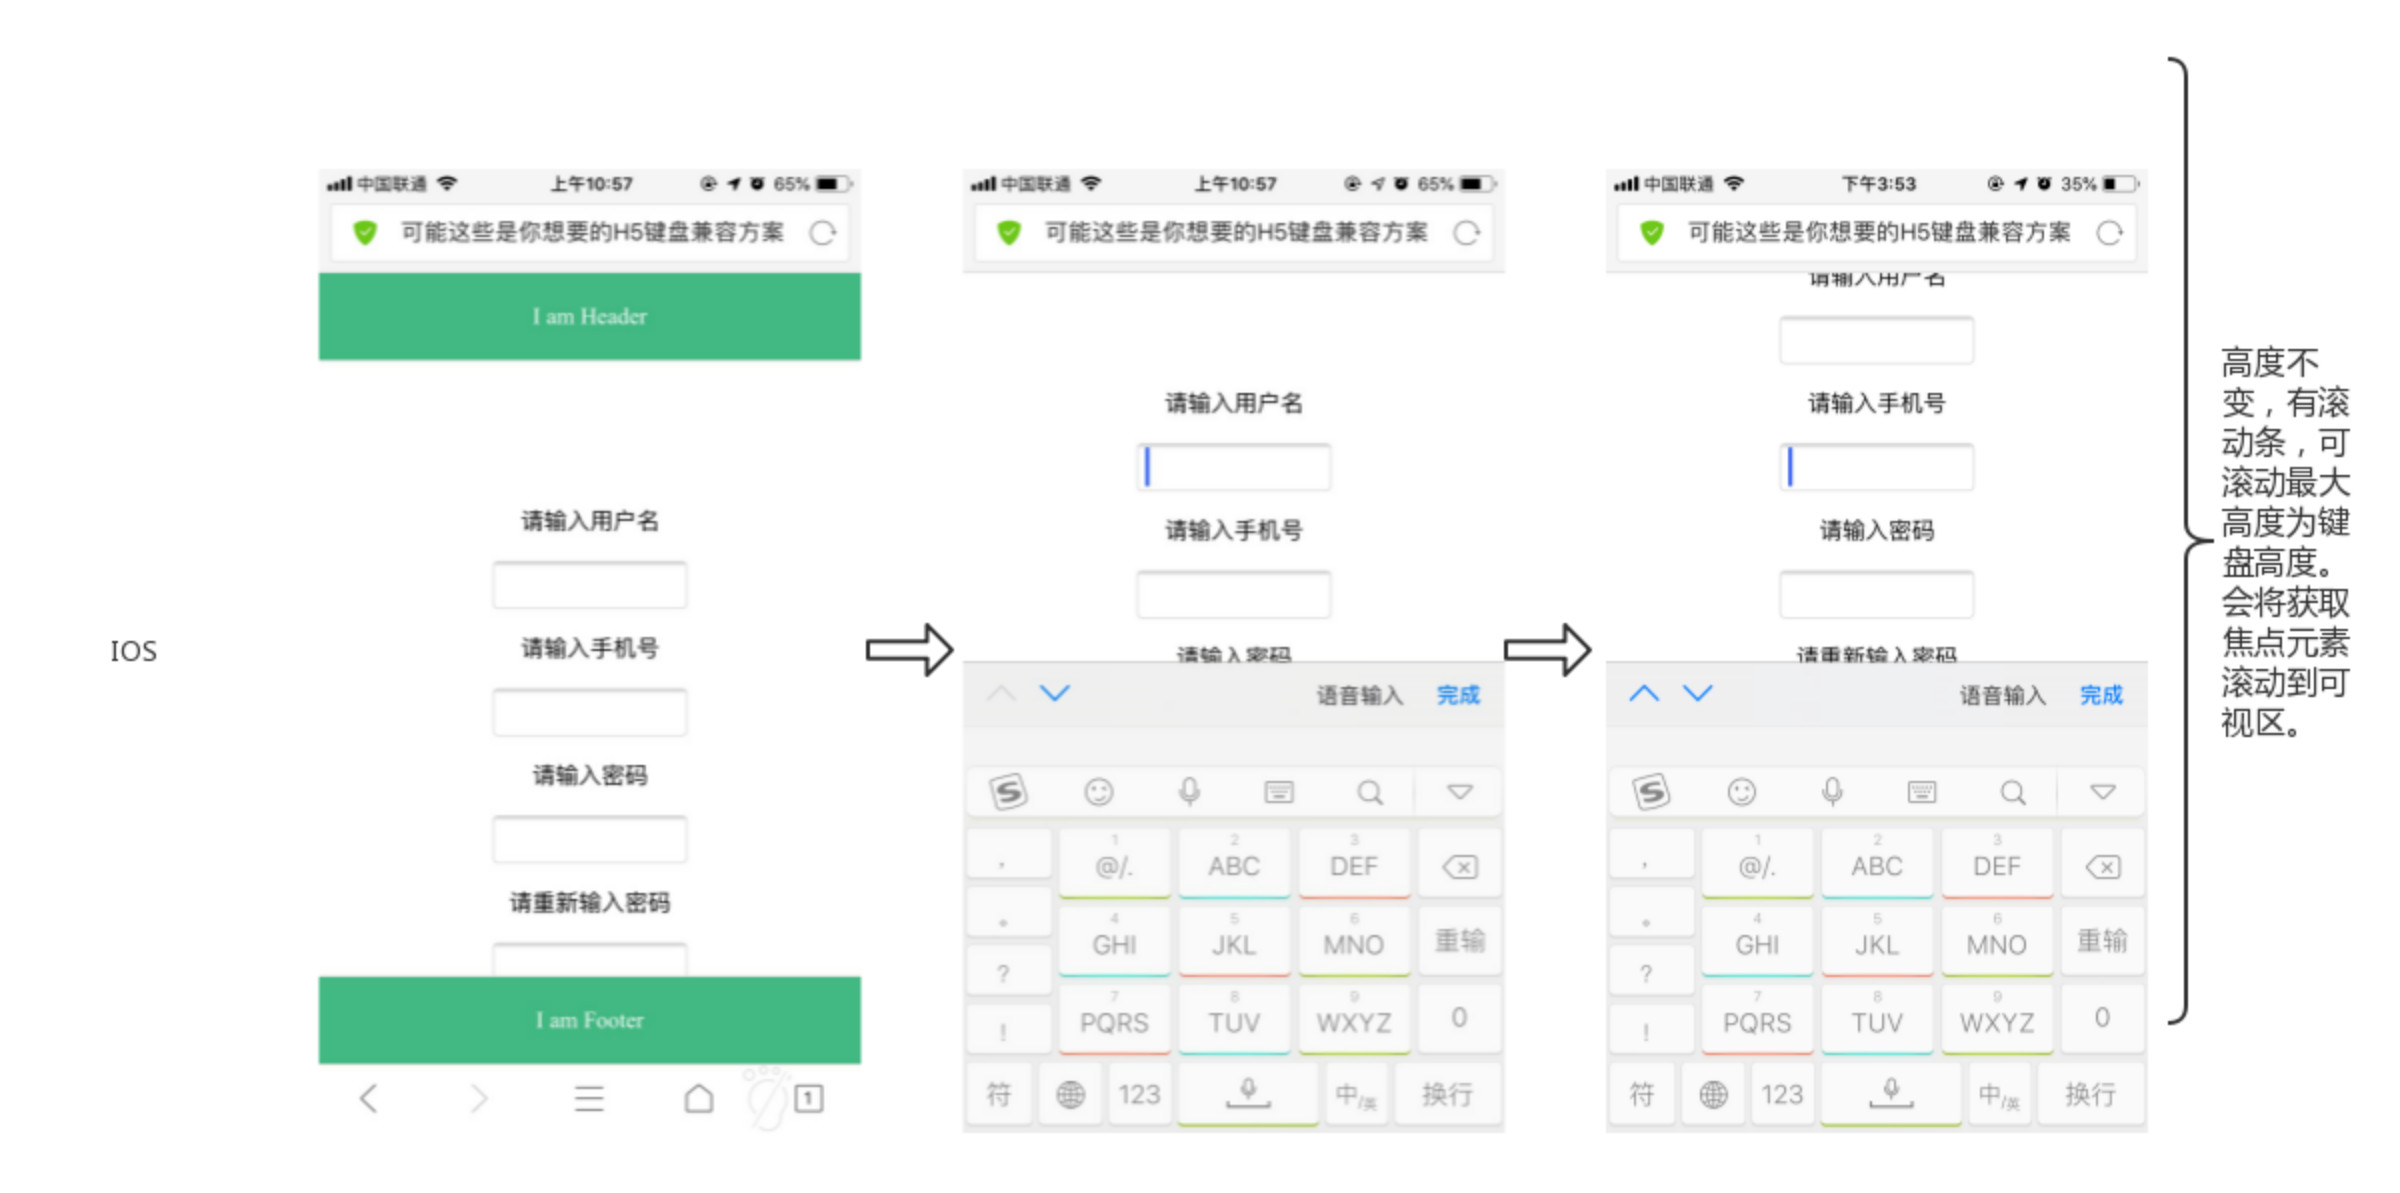 IOS
中国联通 上午10:57 65%
可能这些是你想要的H5键盘兼容方案
I am Header
请输入用户名
请输入手机号
请输入密码
请重新输入密码
I am Footer
1
中国联通 上午10:57 65%
可能这些是你想要的H5键盘兼容方案
请输入用户名
请输入手机号
请输入密码
语音输入 完成
S
, 1 @/. 2 ABC 3 DEF
。 4 GHI 5 JKL 6 MNO 重输
?
! 7 PQRS 8 TUV 9 WXYZ 0
符 123 中/英 换行
中国联通 下午3:53 35%
可能这些是你想要的H5键盘兼容方案
请输入用户名
请输入手机号
请输入密码
请重新输入密码
语音输入 完成
S
, 1 @/. 2 ABC 3 DEF
。 4 GHI 5 JKL 6 MNO 重输
?
! 7 PQRS 8 TUV 9 WXYZ 0
符 123 中/英 换行
高度不
变，有滚
动条，可
滚动最大
高度为键
盘高度。
会将获取
焦点元素
滚动到可
视区。